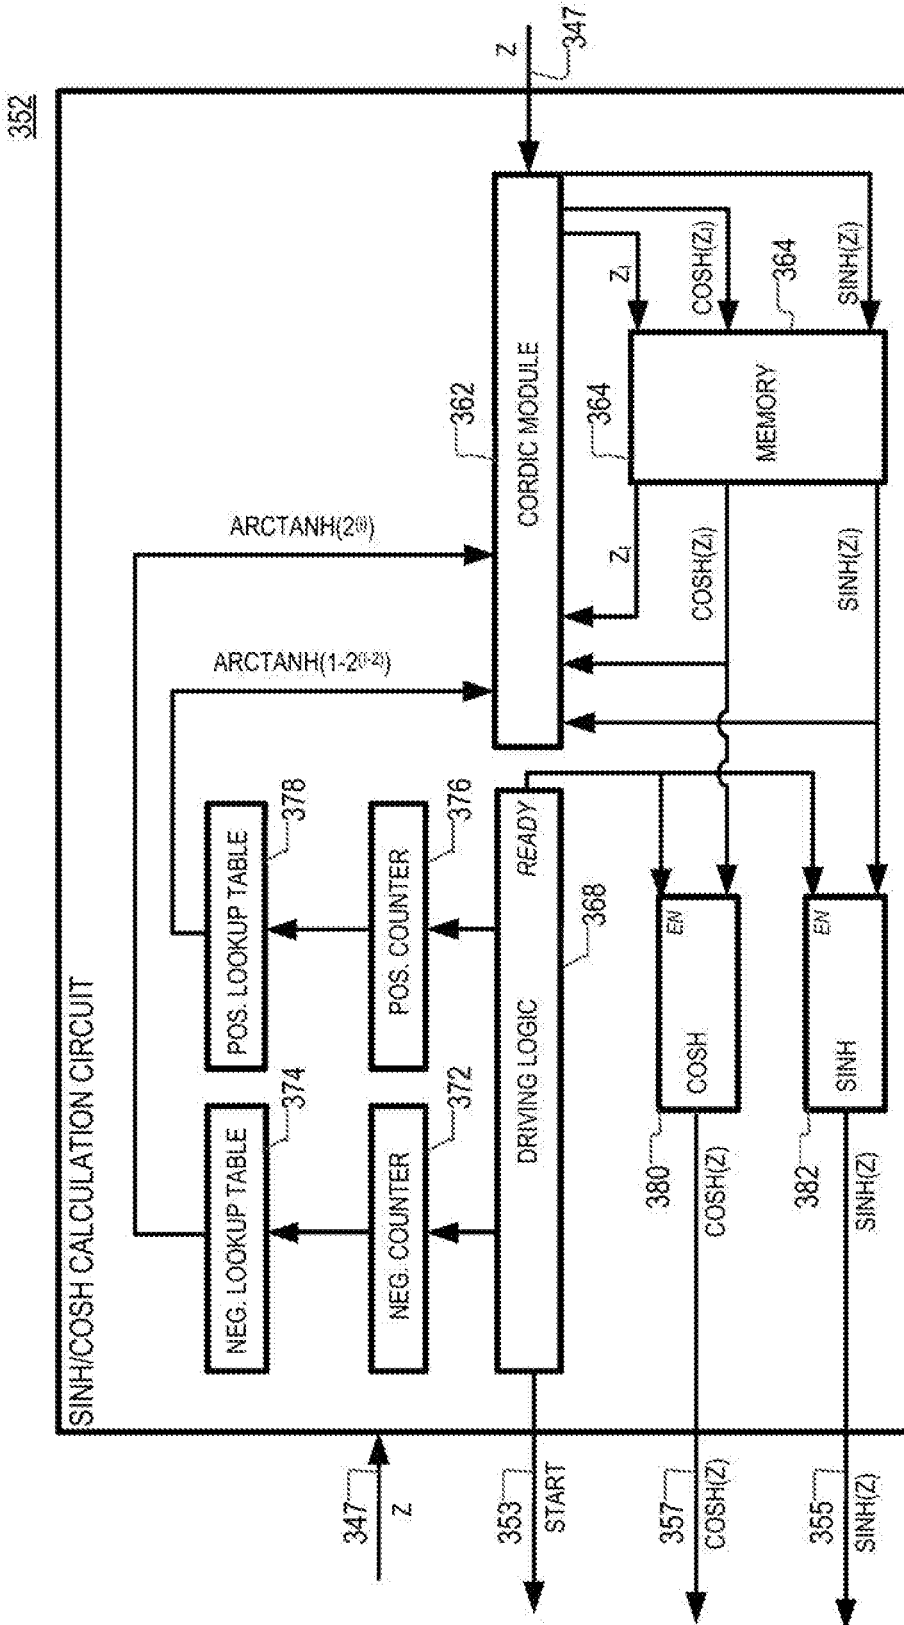 352
SINH/COSH CALCULATION CIRCUIT
347
Z
353
START
357
COSH(Z)
355
SINH(Z)
NEG. LOOKUP TABLE
374
POS. LOOKUP TABLE
378
NEG. COUNTER
372
POS. COUNTER
376
DRIVING LOGIC
READY
368
ARCTANH(2⁽ⁱ⁾)
ARCTANH(1-2⁽ⁱ⁻²⁾)
362
CORDIC MODULE
Z
347
Zᵢ
COSH(Zᵢ)
SINH(Zᵢ)
364
MEMORY
364
Zᵢ
COSH(Zᵢ)
SINH(Zᵢ)
EN
COSH
380
COSH(Z)
EN
SINH
382
SINH(Z)